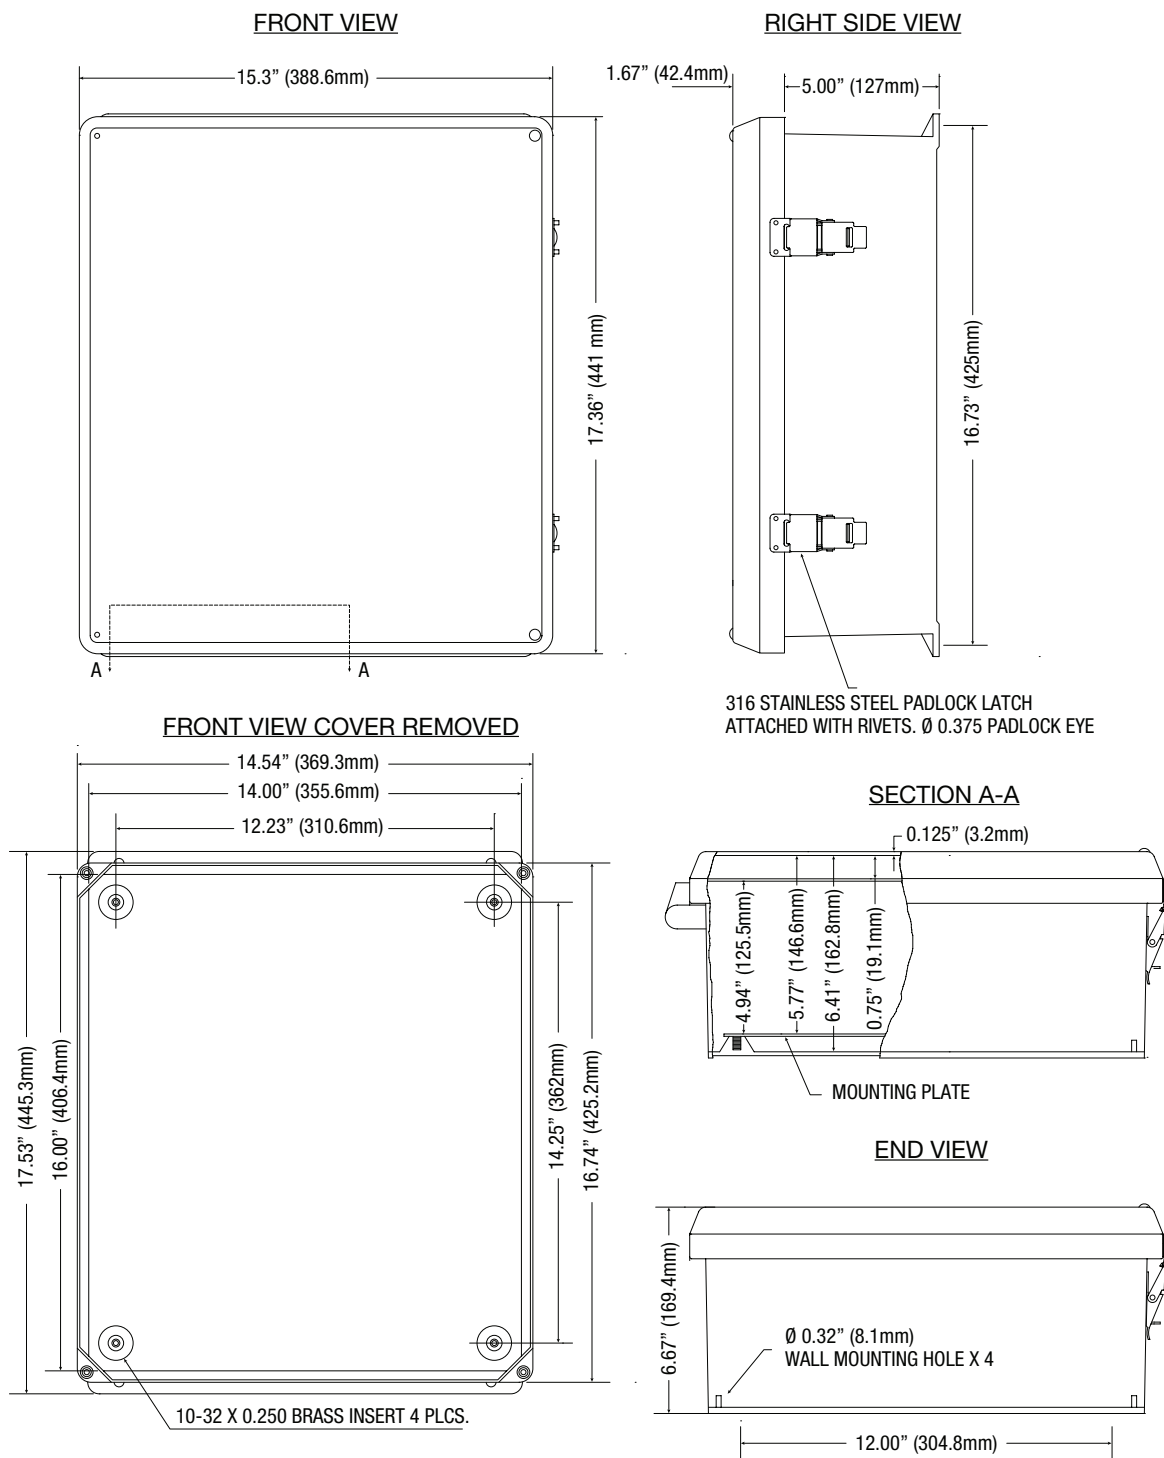 FRONT VIEW
15.3” (388.6mm)
17.36” (441 mm)
A
A
RIGHT SIDE VIEW
1.67” (42.4mm)
5.00” (127mm)
16.73” (425mm)
316 STAINLESS STEEL PADLOCK LATCH
ATTACHED WITH RIVETS. Ø 0.375 PADLOCK EYE
FRONT VIEW COVER REMOVED
14.54” (369.3mm)
14.00” (355.6mm)
12.23” (310.6mm)
17.53” (445.3mm)
16.00” (406.4mm)
14.25” (362mm)
16.74” (425.2mm)
10-32 X 0.250 BRASS INSERT 4 PLCS.
SECTION A-A
0.125” (3.2mm)
4.94” (125.5mm)
5.77” (146.6mm)
6.41” (162.8mm)
0.75” (19.1mm)
MOUNTING PLATE
END VIEW
6.67” (169.4mm)
Ø 0.32” (8.1mm)
WALL MOUNTING HOLE X 4
12.00” (304.8mm)